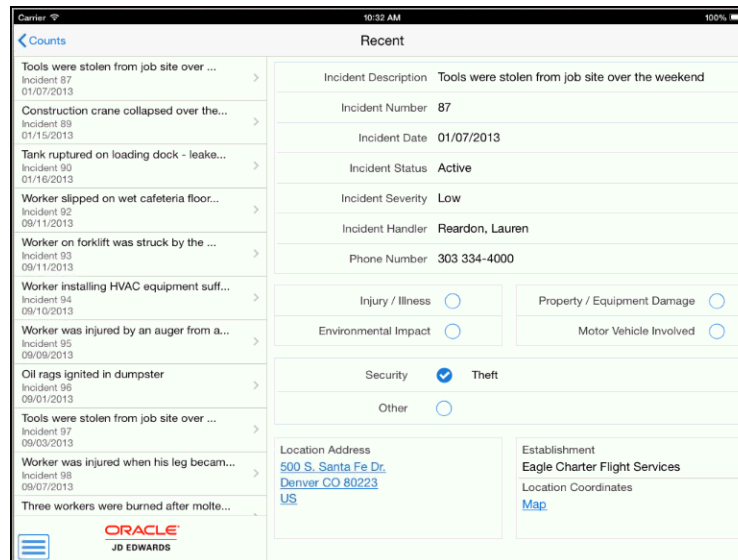 Carrier
10:32 AM
100%
Counts
Recent
Tools were stolen from job site over ...
Incident 87
01/07/2013
Construction crane collapsed over the...
Incident 89
01/15/2013
Tank ruptured on loading dock - leake...
Incident 90
01/16/2013
Worker slipped on wet cafeteria floor...
Incident 92
09/11/2013
Worker on forklift was struck by the ...
Incident 93
09/11/2013
Worker installing HVAC equipment suff...
Incident 94
09/10/2013
Worker was injured by an auger from a...
Incident 95
09/09/2013
Oil rags ignited in dumpster
Incident 96
09/01/2013
Tools were stolen from job site over ...
Incident 97
09/03/2013
Worker was injured when his leg becam...
Incident 98
09/07/2013
Three workers were burned after molte...
ORACLE
JD EDWARDS
Incident Description Tools were stolen from job site over the weekend
Incident Number 87
Incident Date 01/07/2013
Incident Status Active
Incident Severity Low
Incident Handler Reardon, Lauren
Phone Number 303 334-4000
Injury / Illness
Property / Equipment Damage
Environmental Impact
Motor Vehicle Involved
Security Theft
Other
Location Address
500 S. Santa Fe Dr.
Denver CO 80223
US
Establishment
Eagle Charter Flight Services
Location Coordinates
Map